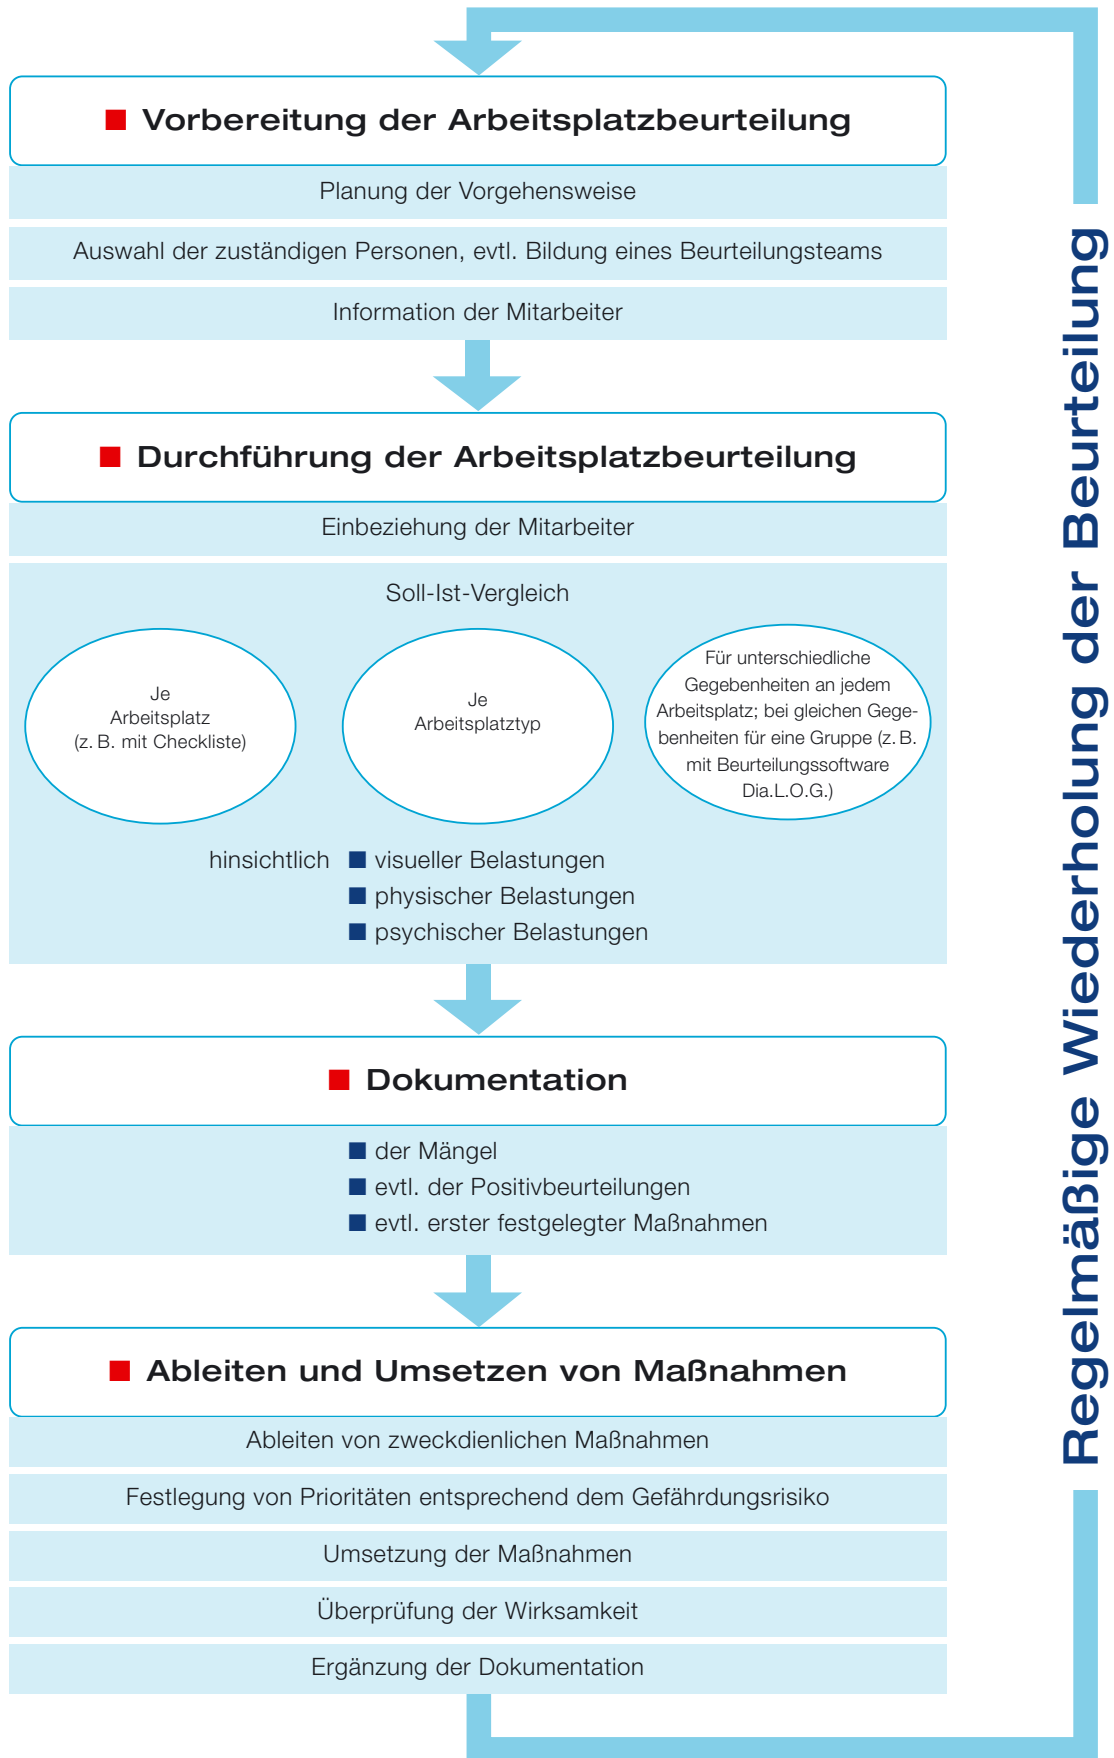 ■ Vorbereitung der Arbeitsplatzbeurteilung
Planung der Vorgehensweise
Auswahl der zuständigen Personen, evtl. Bildung eines Beurteilungsteams
Information der Mitarbeiter
■ Durchführung der Arbeitsplatzbeurteilung
Einbeziehung der Mitarbeiter
Soll-Ist-Vergleich
Je
Arbeitsplatz
(z. B. mit Checkliste)
Je
Arbeitsplatztyp
Für unterschiedliche
Gegebenheiten an jedem
Arbeitsplatz; bei gleichen Gege-
benheiten für eine Gruppe (z. B.
mit Beurteilungssoftware
Dia.L.O.G.)
hinsichtlich ■ visueller Belastungen
■ physischer Belastungen
■ psychischer Belastungen
■ Dokumentation
■ der Mängel
■ evtl. der Positivbeurteilungen
■ evtl. erster festgelegter Maßnahmen
■ Ableiten und Umsetzen von Maßnahmen
Ableiten von zweckdienlichen Maßnahmen
Festlegung von Prioritäten entsprechend dem Gefährdungsrisiko
Umsetzung der Maßnahmen
Überprüfung der Wirksamkeit
Ergänzung der Dokumentation
Regelmäßige Wiederholung der Beurteilung